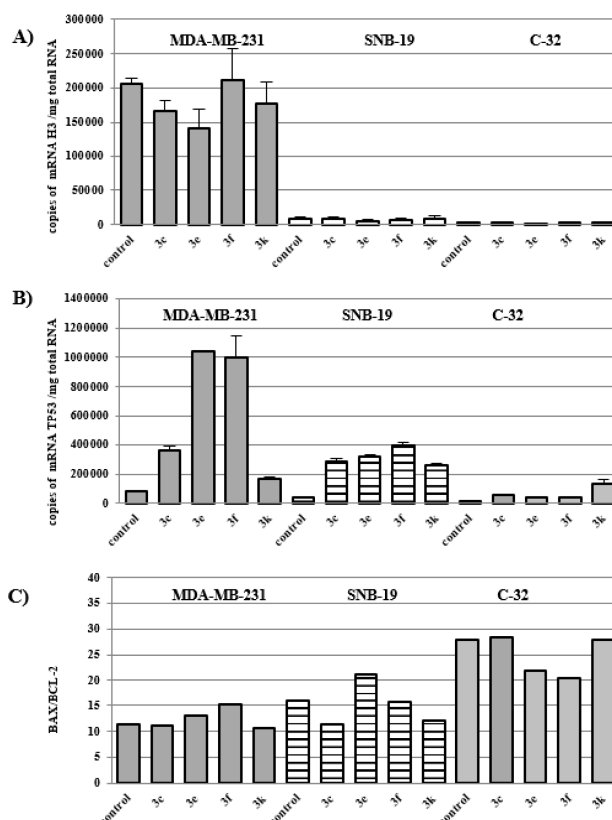 A)
MDA-MB-231 SNB-19 C-32
copies of mRNA H3 /mg total RNA
300000
250000
200000
150000
100000
50000
0
control 3c 3e 3f 3k control 3c 3e 3f 3k control 3c 3e 3f 3k
B)
MDA-MB-231 SNB-19 C-32
copies of mRNA TP53 /mg total RNA
1400000
1200000
1000000
800000
600000
400000
200000
0
control 3c 3e 3f 3k control 3c 3e 3f 3k control 3c 3e 3f 3k
C)
MDA-MB-231 SNB-19 C-32
BAX/BCL-2
40
35
30
25
20
15
10
5
0
control 3c 3e 3f 3k control 3c 3e 3f 3k control 3c 3e 3f 3k